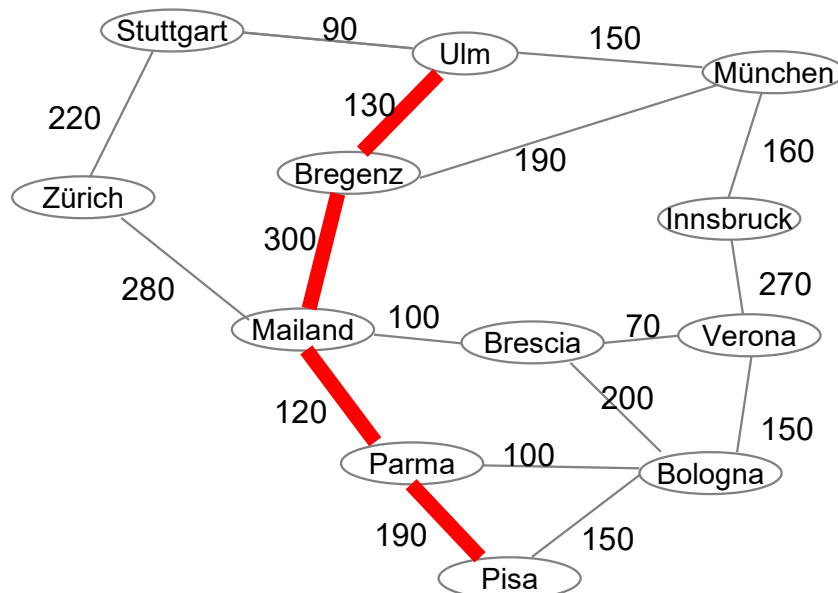 Stuttgart
90
Ulm
150
München
130
220
190
160
Bregenz
Zürich
Innsbruck
300
280
270
Mailand
100
Brescia
70
Verona
120
200
150
Parma
100
Bologna
190
150
Pisa